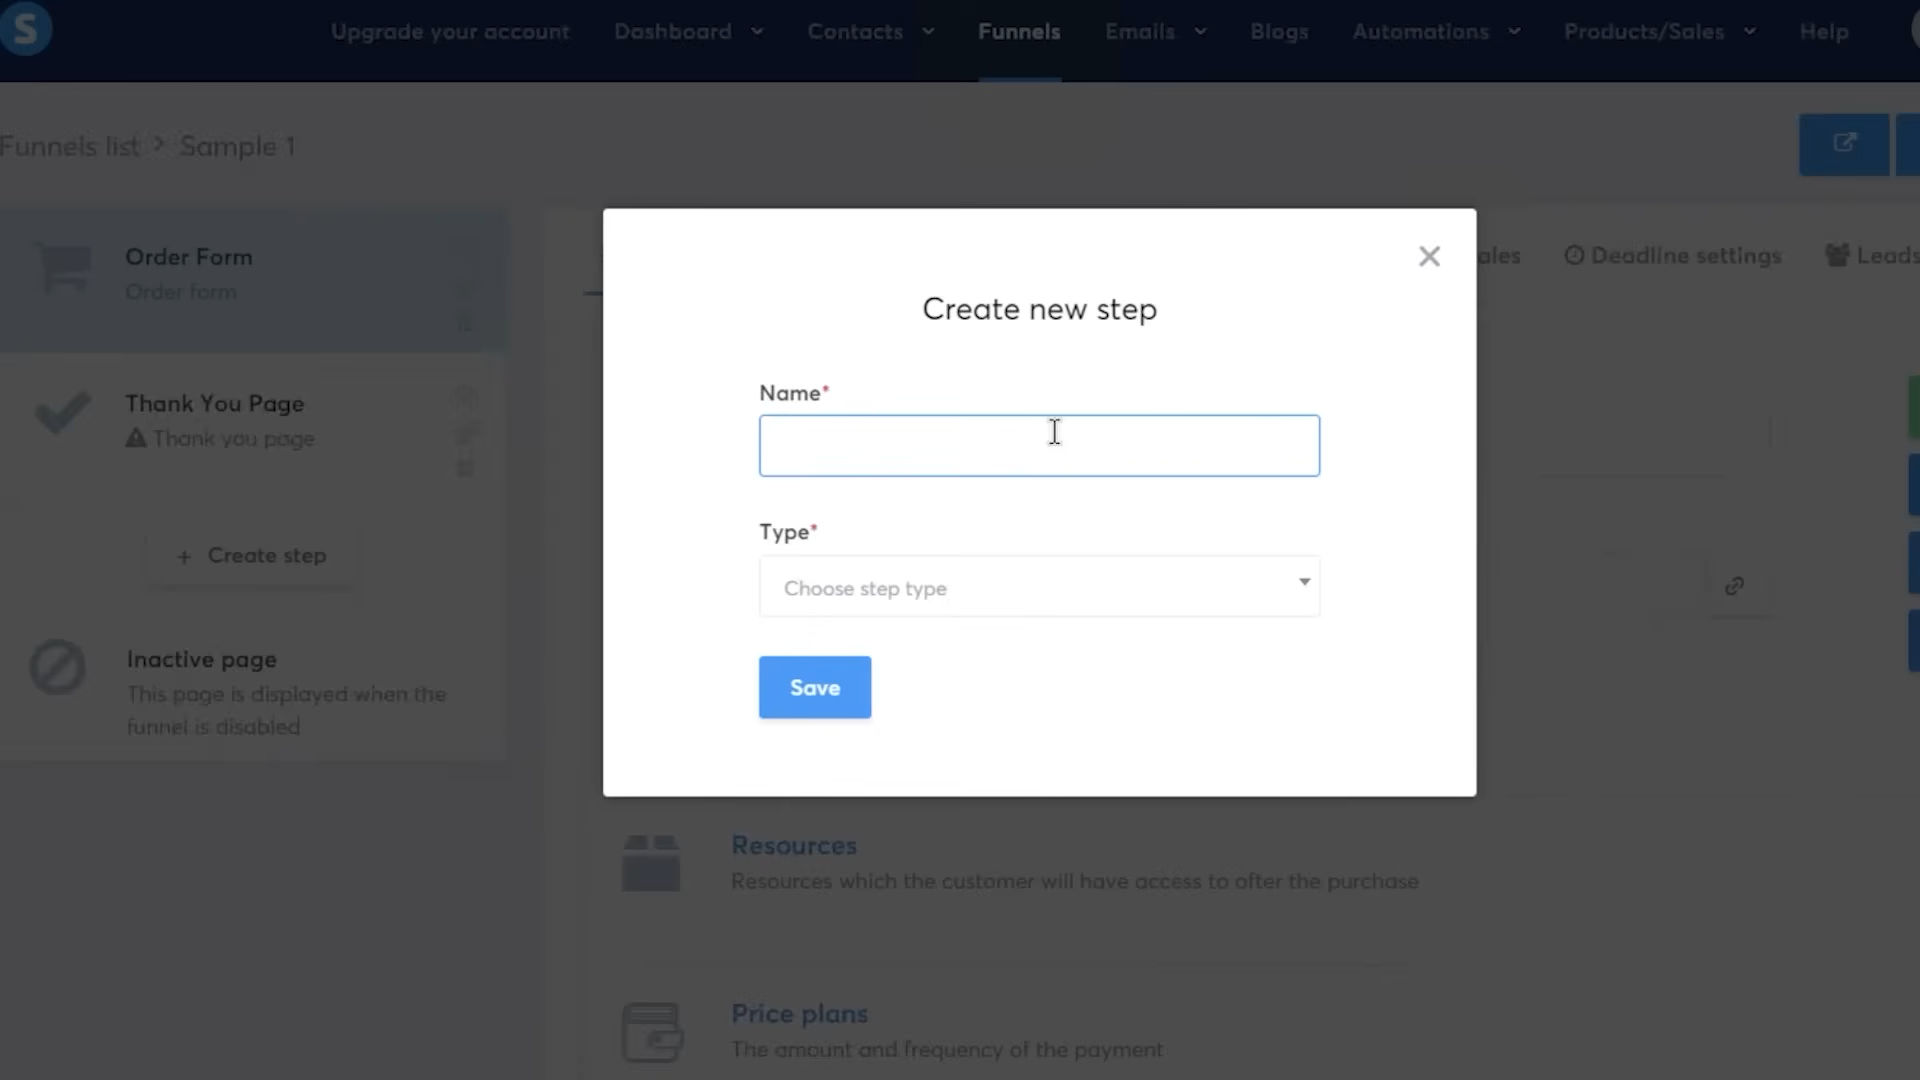 S
Upgrade your account Dashboard Contacts Funnels Emails Blogs Automations Products/Sales Help
Funnels list > Sample 1
Order Form
Order form
Thank You Page
Thank you page
+ Create step
Inactive page
This page is displayed when the
funnel is disabled
ales Deadline settings Leads
Create new step
Name*
Type*
Choose step type
Save
Resources
Resources which the customer will have access to after the purchase
Price plans
The amount and frequency of the payment